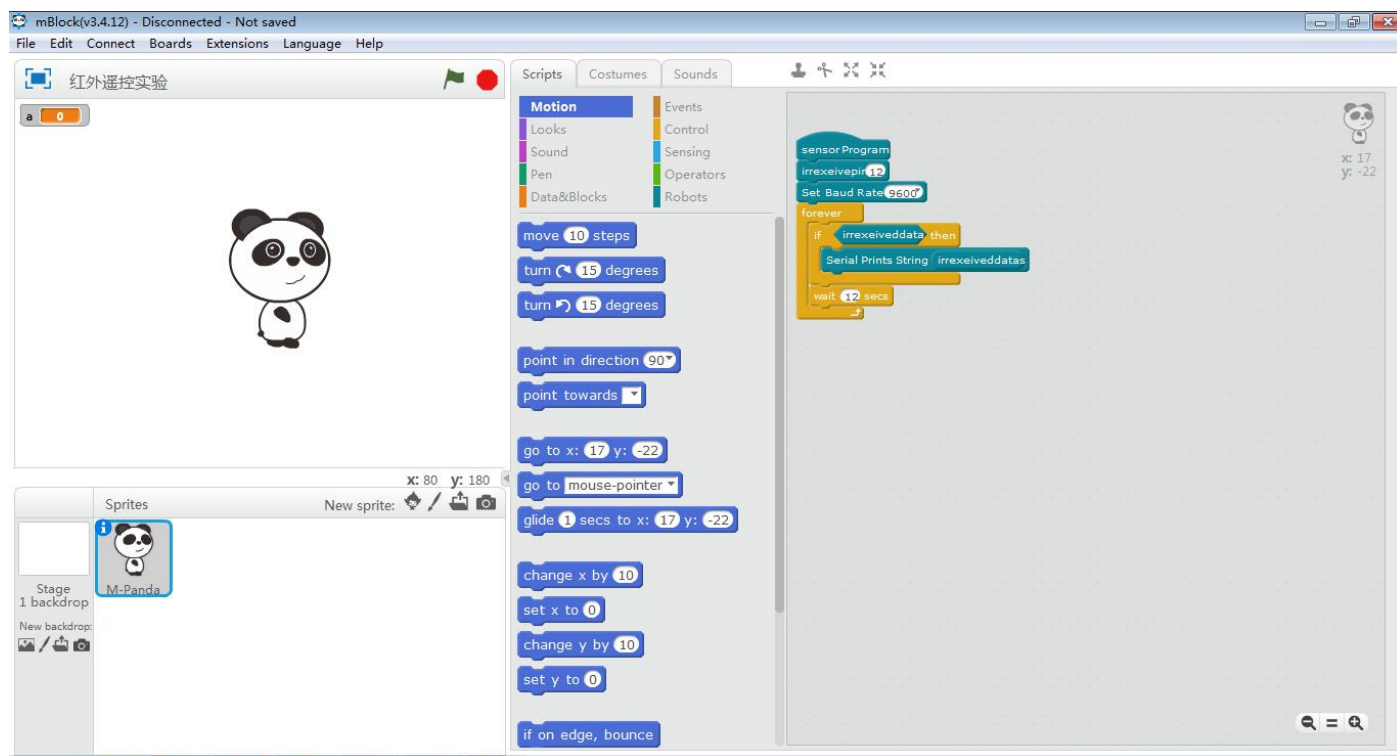 mBlock(v3.4.12) - Disconnected - Not saved
File Edit Connect Boards Extensions Language Help
红外遥控实验
a 0
x: 80 y: 180
Sprites New sprite:
Stage
1 backdrop
New backdrop:
M-Panda
Scripts Costumes Sounds
Motion Events
Looks Control
Sound Sensing
Pen Operators
Data&Blocks Robots
move 10 steps
turn 15 degrees
turn 15 degrees
point in direction 90
point towards
go to x: 17 y: -22
go to mouse-pointer
glide 1 secs to x: 17 y: -22
change x by 10
set x to 0
change y by 10
set y to 0
if on edge, bounce
sensor Program
irrexeivepin 12
Set Baud Rate 9600
forever
if irrexeiveddata then
Serial Prints String irrexeiveddatas
wait 12 secs
x: 17
y: -22